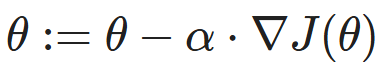 θ := θ − α · ∇J(θ)